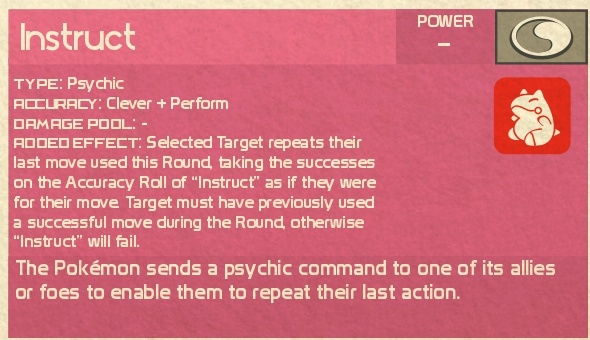 Instruct
POWER
–
TYPE: Psychic
ACCURACY: Clever + Perform
DAMAGE POOL: -
ADDED EFFECT: Selected Target repeats their
last move used this Round, taking the successes
on the Accuracy Roll of “Instruct” as if they were
for their move. Target must have previously used
a successful move during the Round, otherwise
“Instruct” will fail.
The Pokémon sends a psychic command to one of its allies
or foes to enable them to repeat their last action.